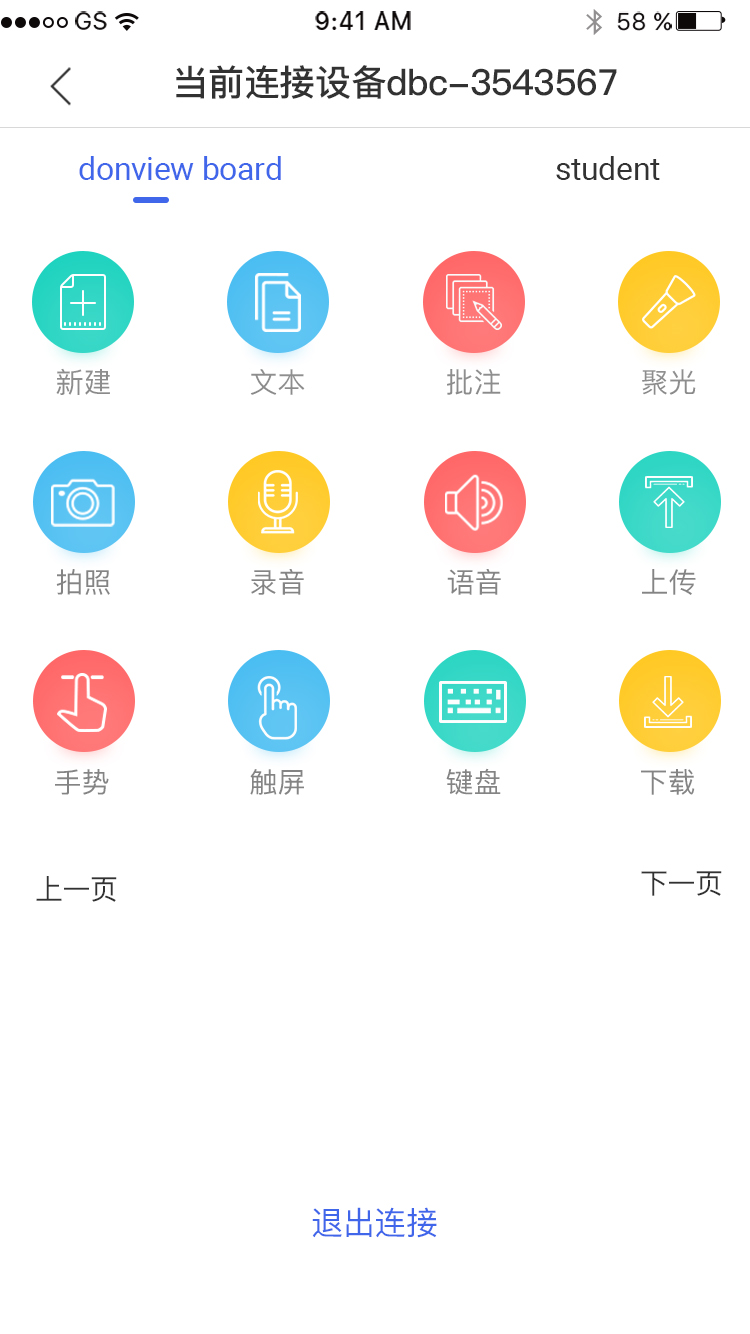 GS 9:41 AM 58 %
当前连接设备dbc-3543567
donview board student
新建 文本 批注 聚光
拍照 录音 语音 上传
手势 触屏 键盘 下载
上一页 下一页
退出连接